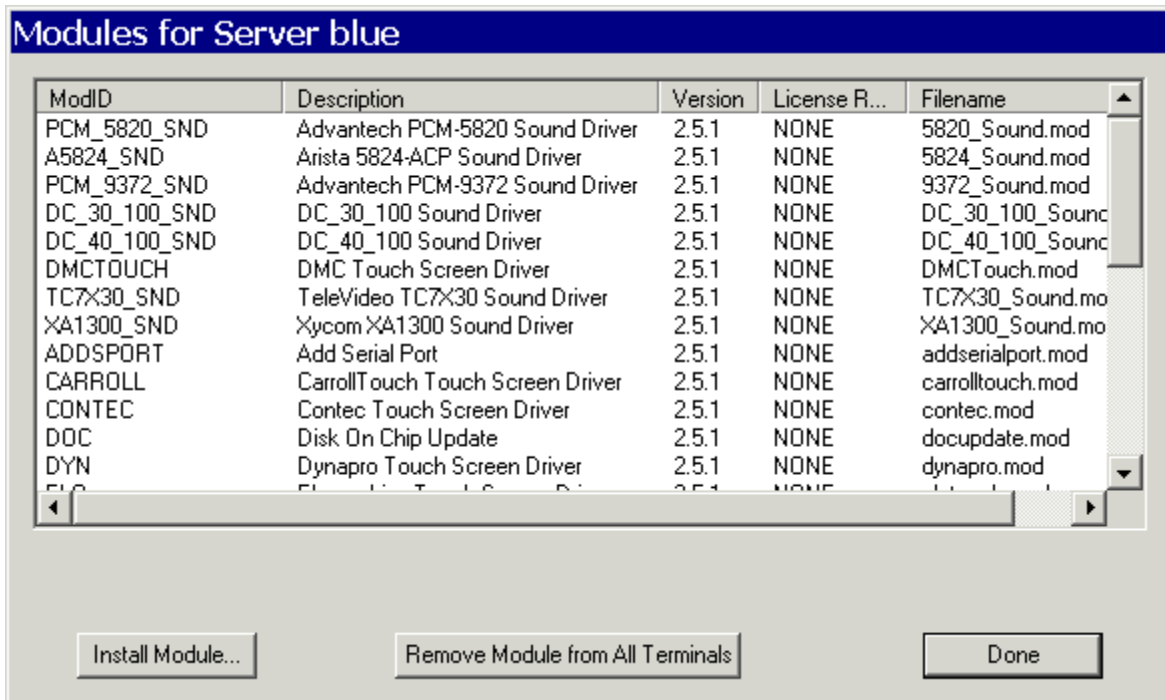 Modules for Server blue
ModID Description Version License R... Filename
PCM_5820_SND Advantech PCM-5820 Sound Driver 2.5.1 NONE 5820_Sound.mod
A5824_SND Arista 5824-ACP Sound Driver 2.5.1 NONE 5824_Sound.mod
PCM_9372_SND Advantech PCM-9372 Sound Driver 2.5.1 NONE 9372_Sound.mod
DC_30_100_SND DC_30_100 Sound Driver 2.5.1 NONE DC_30_100_Sound
DC_40_100_SND DC_40_100 Sound Driver 2.5.1 NONE DC_40_100_Sound
DMCTOUCH DMC Touch Screen Driver 2.5.1 NONE DMCTouch.mod
TC7X30_SND TeleVideo TC7X30 Sound Driver 2.5.1 NONE TC7X30_Sound.mo
XA1300_SND Xycom XA1300 Sound Driver 2.5.1 NONE XA1300_Sound.mo
ADDSPORT Add Serial Port 2.5.1 NONE addserialport.mod
CARROLL CarrollTouch Touch Screen Driver 2.5.1 NONE carrolltouch.mod
CONTEC Contec Touch Screen Driver 2.5.1 NONE contec.mod
DOC Disk On Chip Update 2.5.1 NONE docupdate.mod
DYN Dynapro Touch Screen Driver 2.5.1 NONE dynapro.mod
Install Module... Remove Module from All Terminals Done